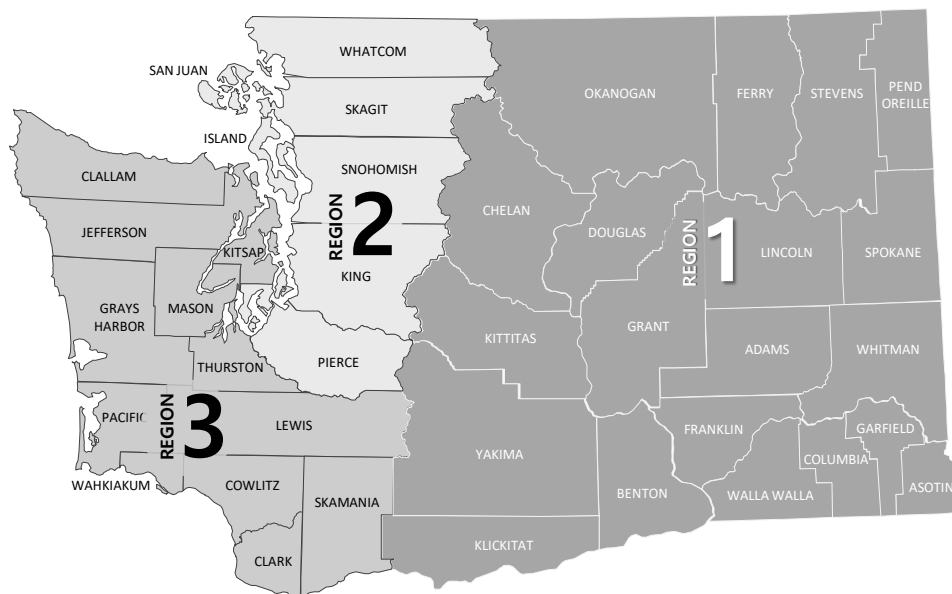 WHATCOM
SAN JUAN
SKAGIT
ISLAND
SNOHOMISH
REGION 2
KING
PIERCE
CLALLAM
JEFFERSON
KITSAP
GRAYS
HARBOR
MASON
THURSTON
PACIFIC
REGION 3
LEWIS
WAHKIAKUM
COWLITZ
SKAMANIA
CLARK
OKANOGAN
FERRY
STEVENS
PEND
OREILLE
CHELAN
DOUGLAS
REGION 1
LINCOLN
SPOKANE
KITTITAS
GRANT
ADAMS
WHITMAN
YAKIMA
BENTON
FRANKLIN
WALLA WALLA
COLUMBIA
GARFIELD
ASOTIN
KLICKITAT